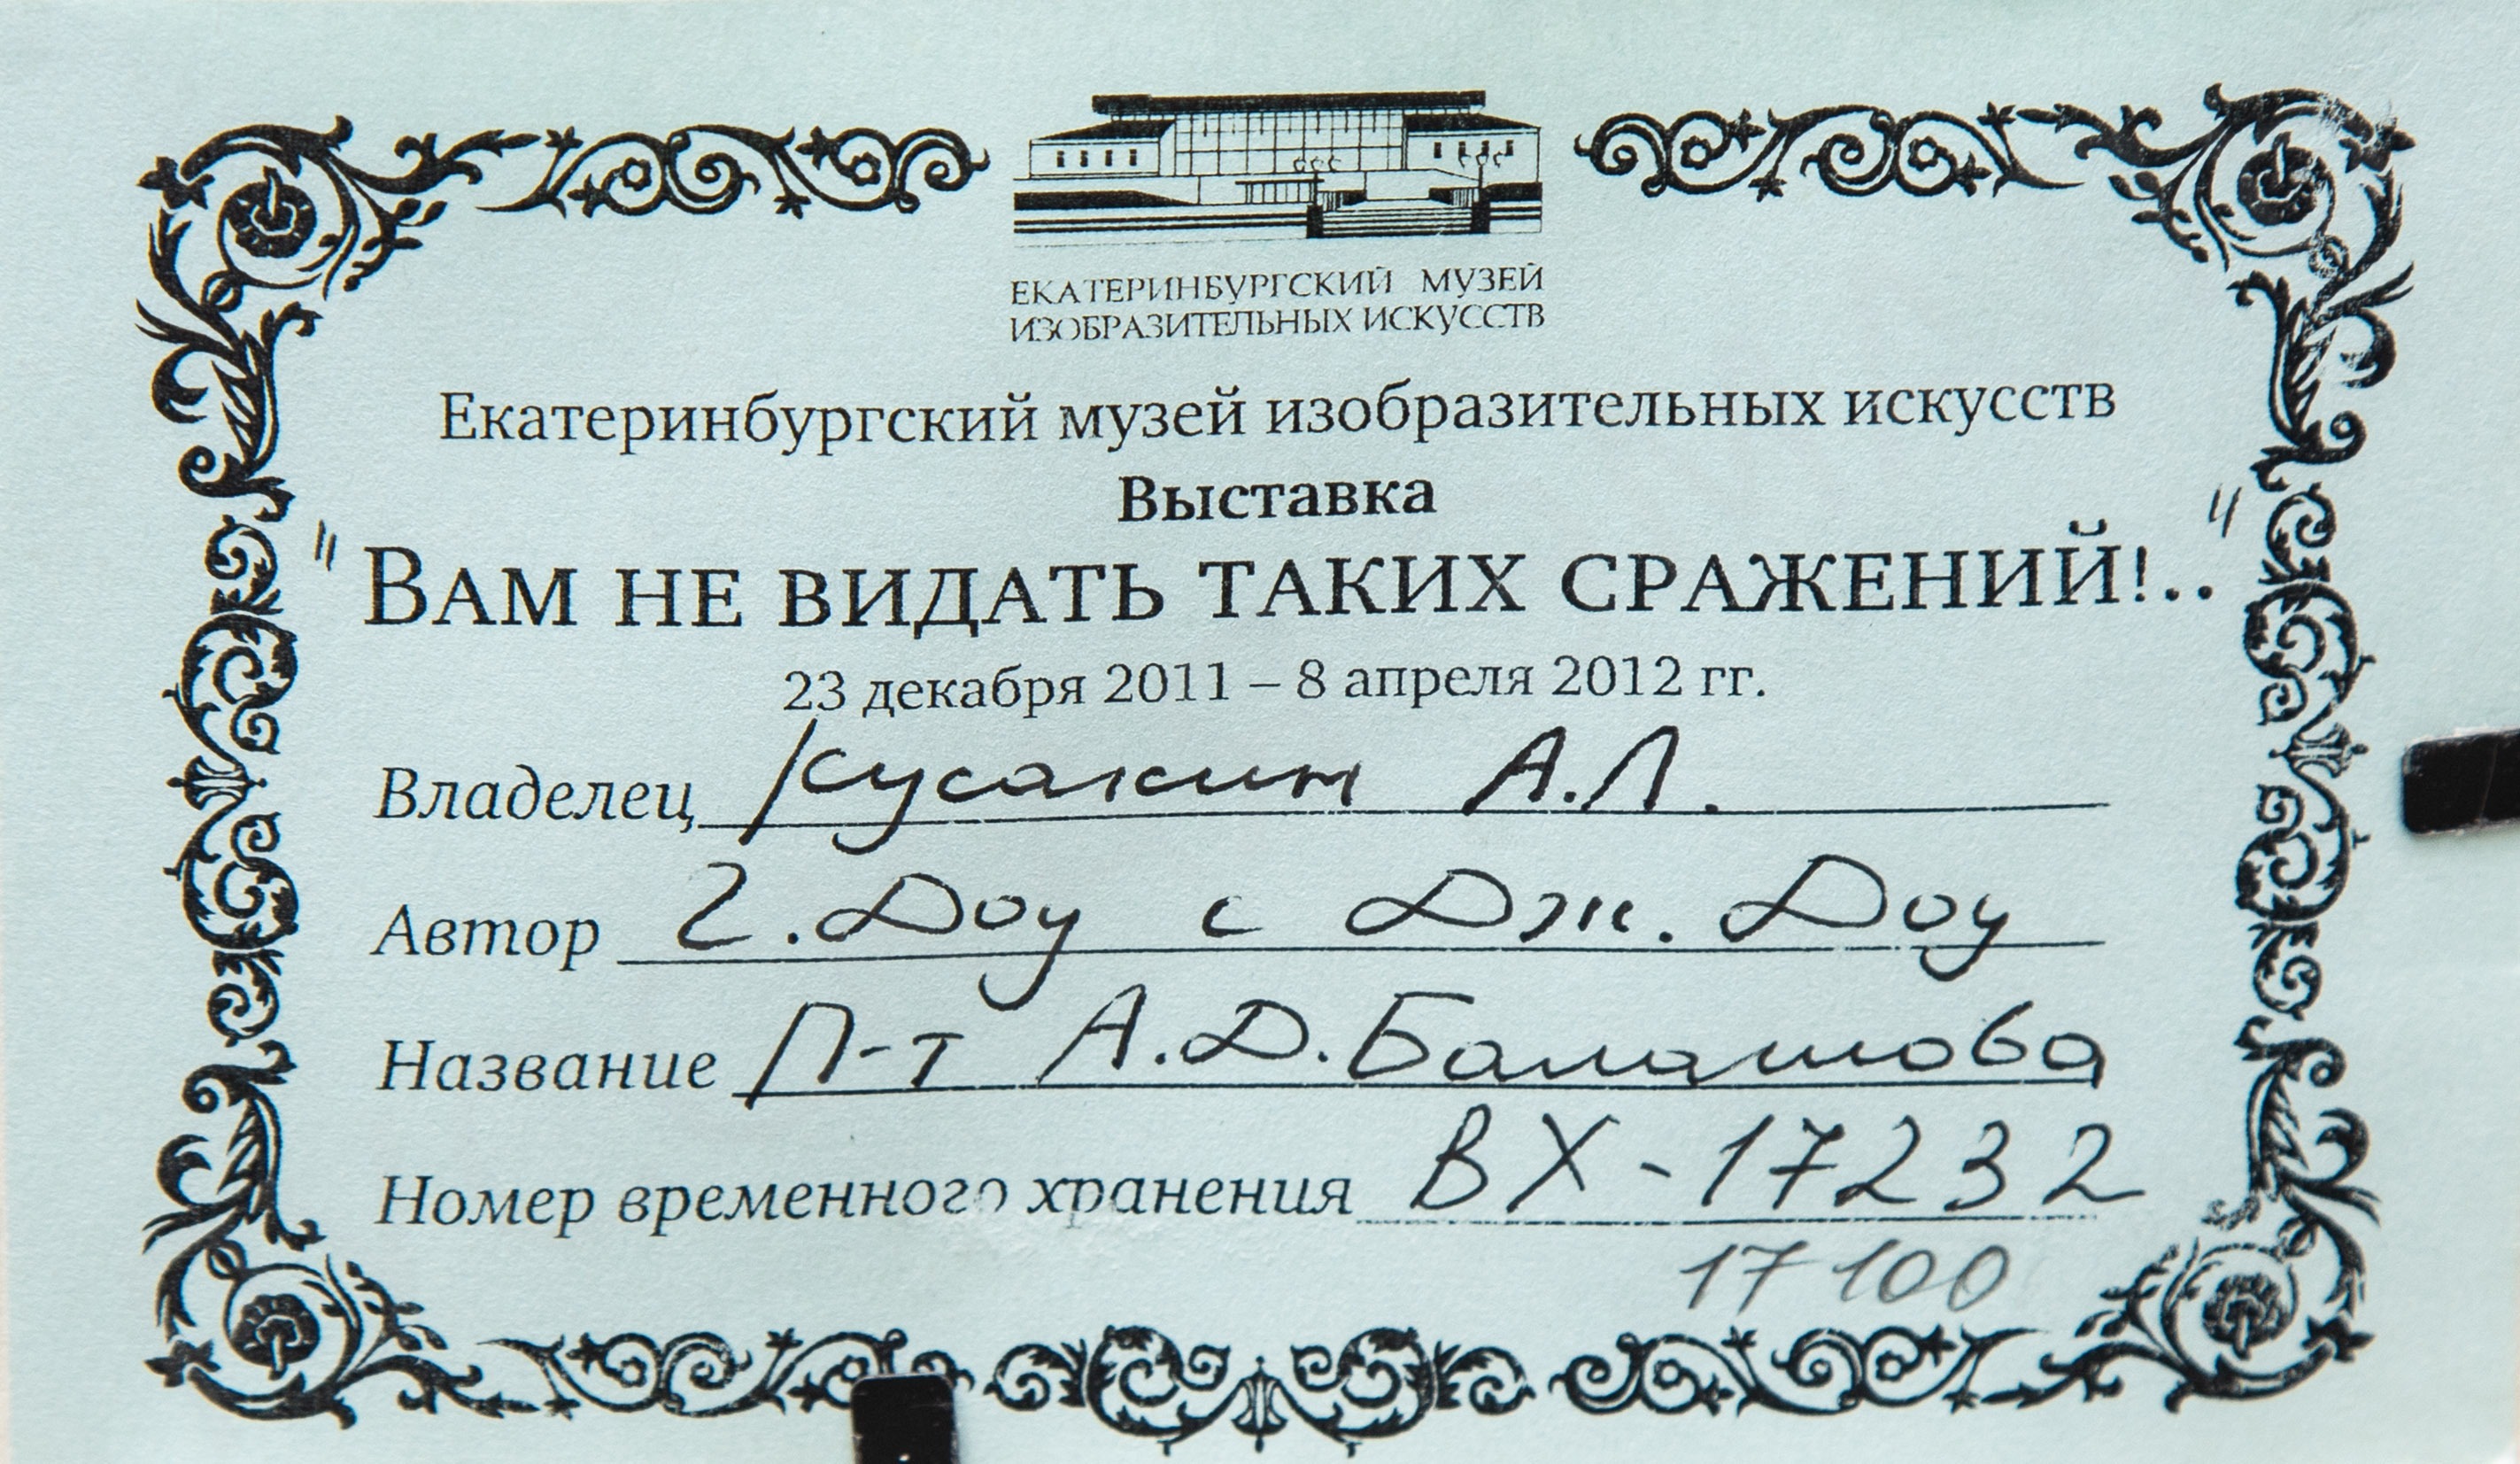 ЕКАТЕРИНБУРГСКИЙ МУЗЕЙ
ИЗОБРАЗИТЕЛЬНЫХ ИСКУССТВ
Екатеринбургский музей изобразительных искусств
Выставка
"ВАМ НЕ ВИДАТЬ ТАКИХ СРАЖЕНИЙ!.."
23 декабря 2011 – 8 апреля 2012 гг.
Владелец Кусакин А.Л.
Автор Г. Доу с Дж. Доу
Название П-т А.Д. Балашова
Номер временного хранения ВХ-17232
17100